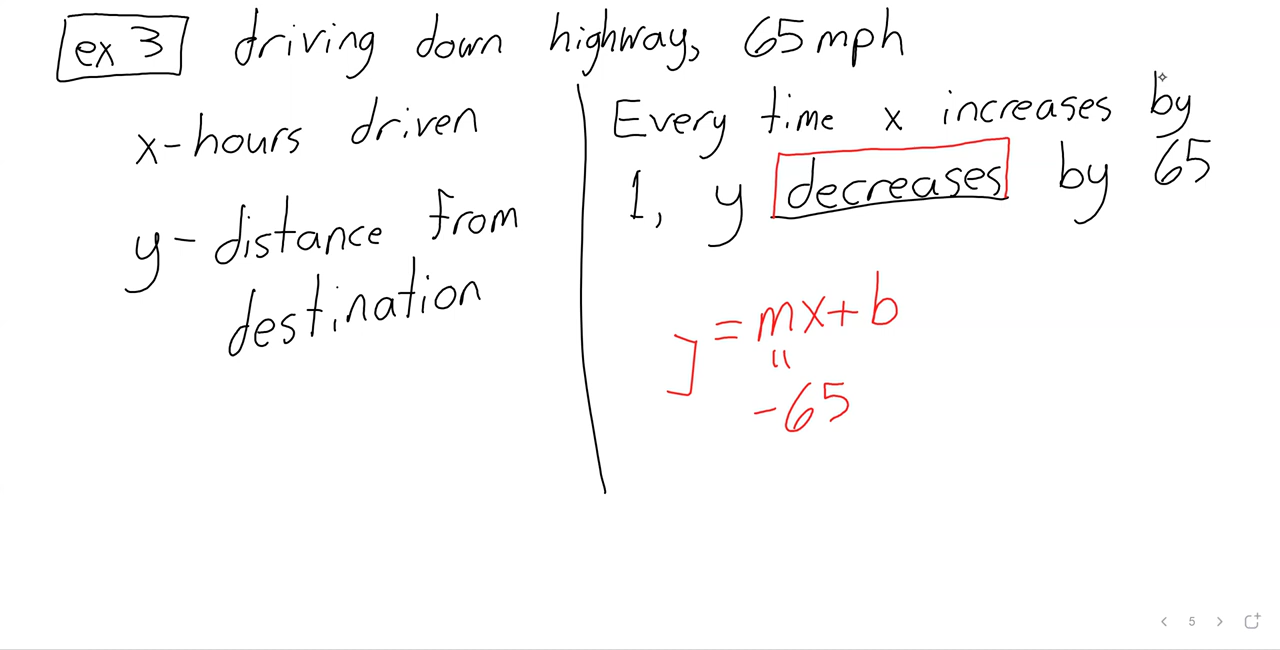 ex 3 driving down highway, 65 mph
x - hours driven
y - distance from
destination
Every time x increases by
1, y decreases by 65
y = mx + b
"
-65
< 5 >